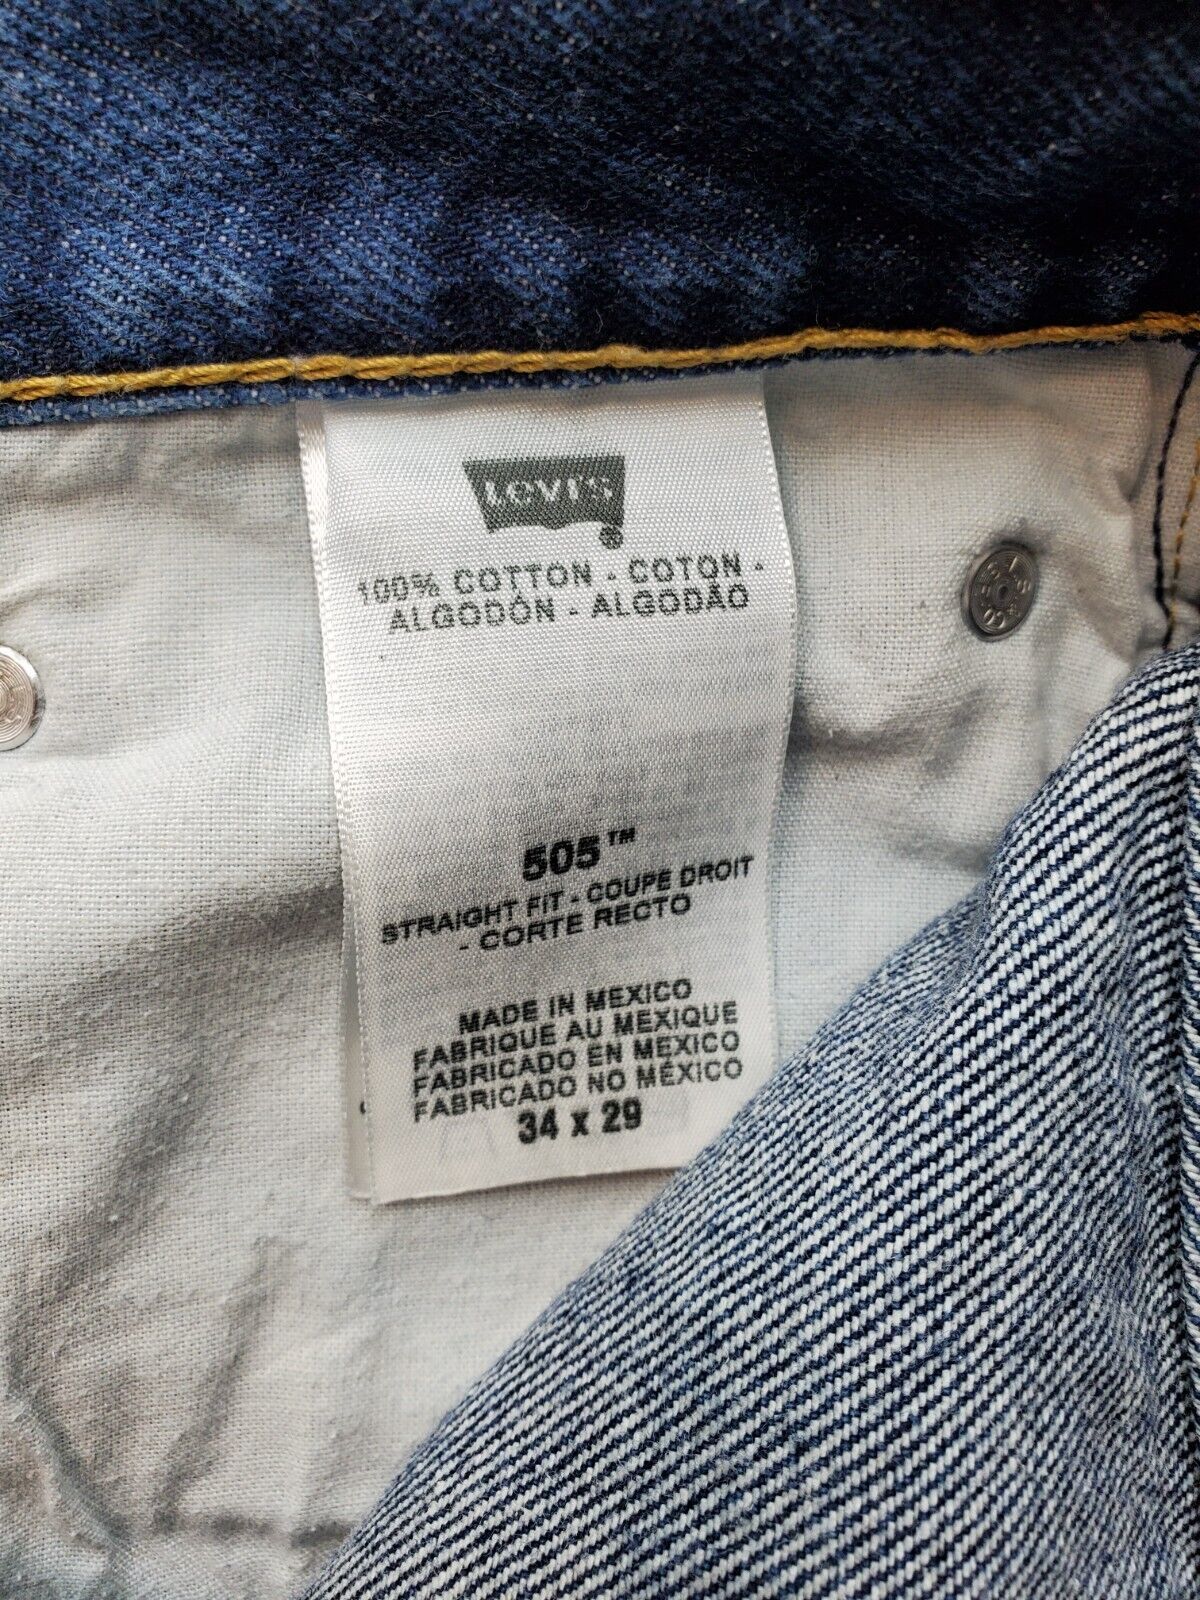 Levi's
®
100% COTTON - COTON -
ALGODÓN - ALGODÃO
505™
STRAIGHT FIT - COUPE DROIT
- CORTE RECTO
MADE IN MEXICO
FABRIQUE AU MEXIQUE
FABRICADO EN MEXICO
FABRICADO NO MÉXICO
34 x 29